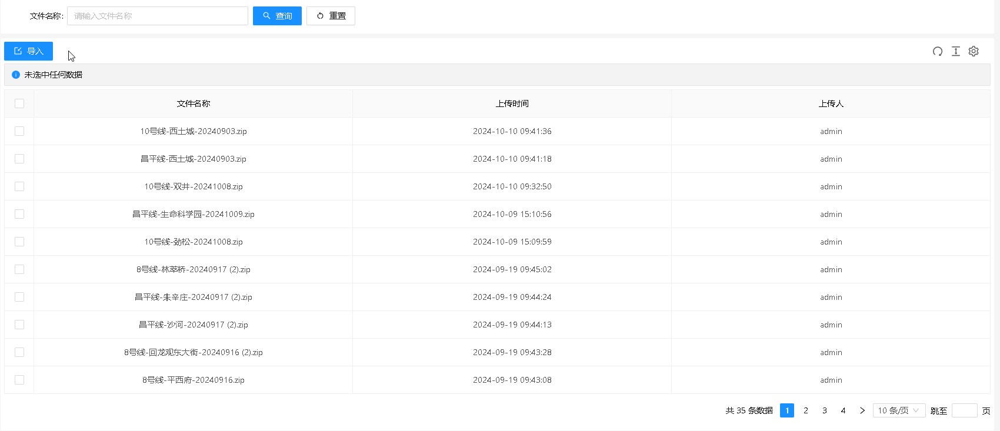 文件名称: 请输入文件名称 查询 重置
导入
未选中任何数据
文件名称 上传时间 上传人
10号线-西土城-20240903.zip 2024-10-10 09:41:36 admin
昌平线-西土城-20240903.zip 2024-10-10 09:41:18 admin
10号线-双井-20241008.zip 2024-10-10 09:32:50 admin
昌平线-生命科学园-20241009.zip 2024-10-09 15:10:56 admin
10号线-劲松-20241008.zip 2024-10-09 15:09:59 admin
8号线-林萃桥-20240917 (2).zip 2024-09-19 09:45:02 admin
昌平线-朱辛庄-20240917 (2).zip 2024-09-19 09:44:24 admin
昌平线-沙河-20240917 (2).zip 2024-09-19 09:44:13 admin
8号线-回龙观东大街-20240916 (2).zip 2024-09-19 09:43:28 admin
8号线-平西府-20240916.zip 2024-09-19 09:43:08 admin
共 35 条数据 1 2 3 4 10 条/页 跳至 页